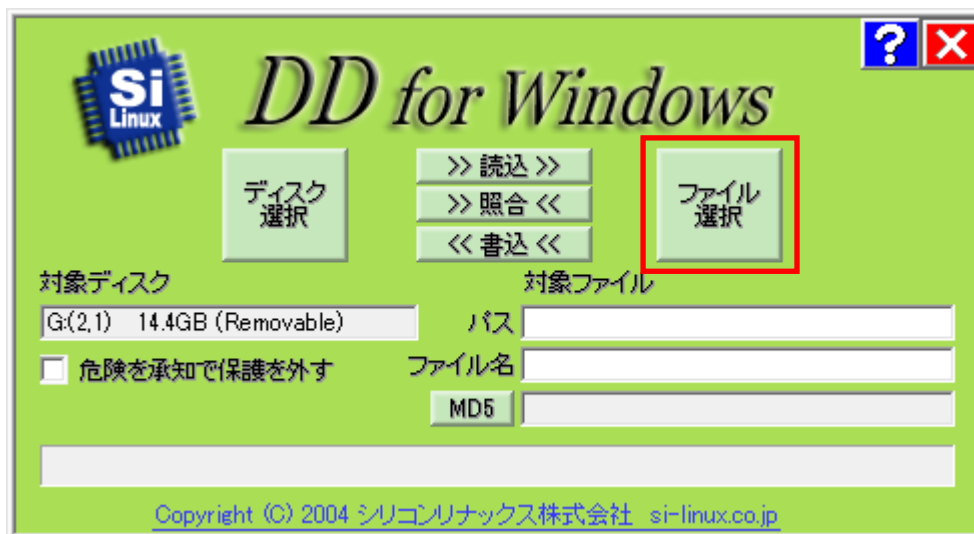 Si
Linux
DD for Windows
?
ディスク
選択
>> 読込 >>
>> 照合 <<
<< 書込 <<
ファイル
選択
対象ディスク
対象ファイル
G:(2,1) 14.4GB (Removable)
パス
危険を承知で保護を外す
ファイル名
MD5
Copyright (C) 2004 シリコンリナックス株式会社 si-linux.co.jp